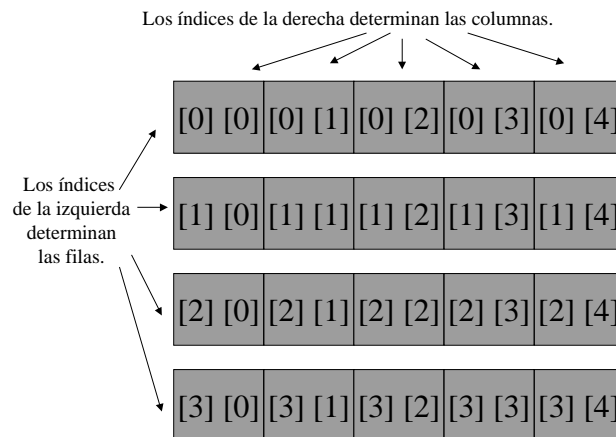 Los índices de la derecha determinan las columnas.
[0] [0] [0] [1] [0] [2] [0] [3] [0] [4]
Los índices
de la izquierda
determinan
las filas.
[1] [0] [1] [1] [1] [2] [1] [3] [1] [4]
[2] [0] [2] [1] [2] [2] [2] [3] [2] [4]
[3] [0] [3] [1] [3] [2] [3] [3] [3] [4]